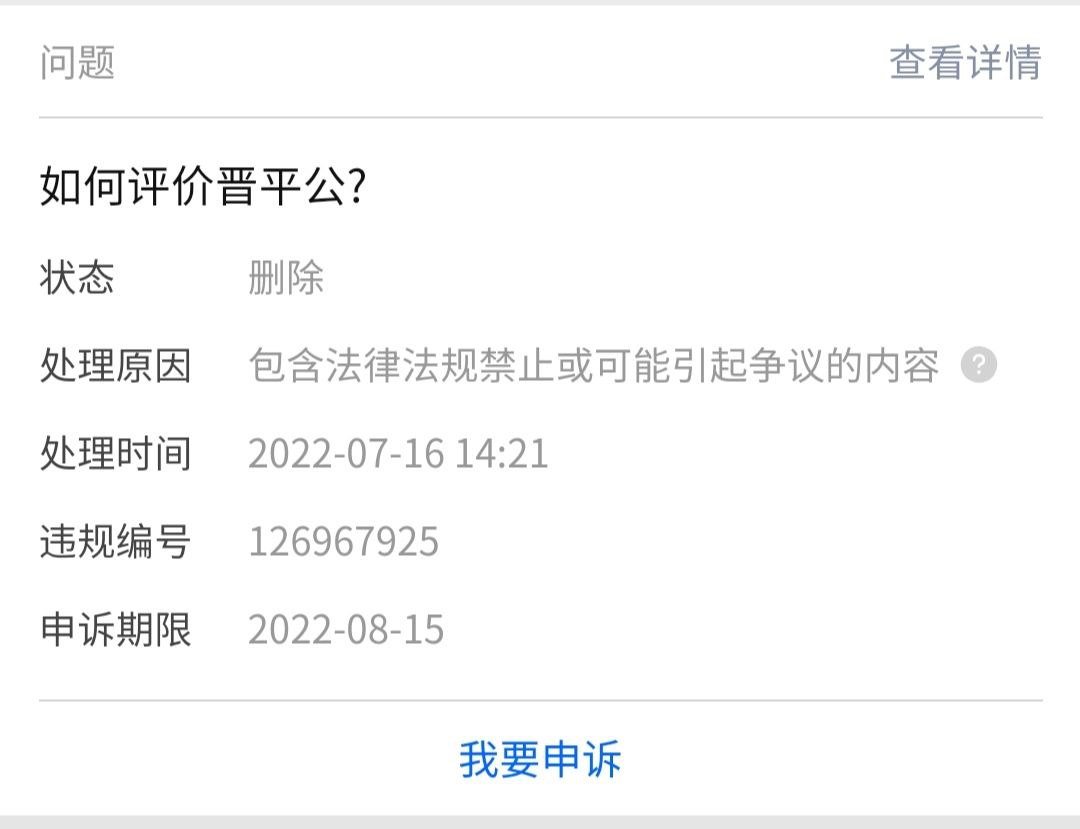 问题 查看详情
如何评价晋平公?
状态 删除
处理原因 包含法律法规禁止或可能引起争议的内容 ?
处理时间 2022-07-16 14:21
违规编号 126967925
申诉期限 2022-08-15
我要申诉